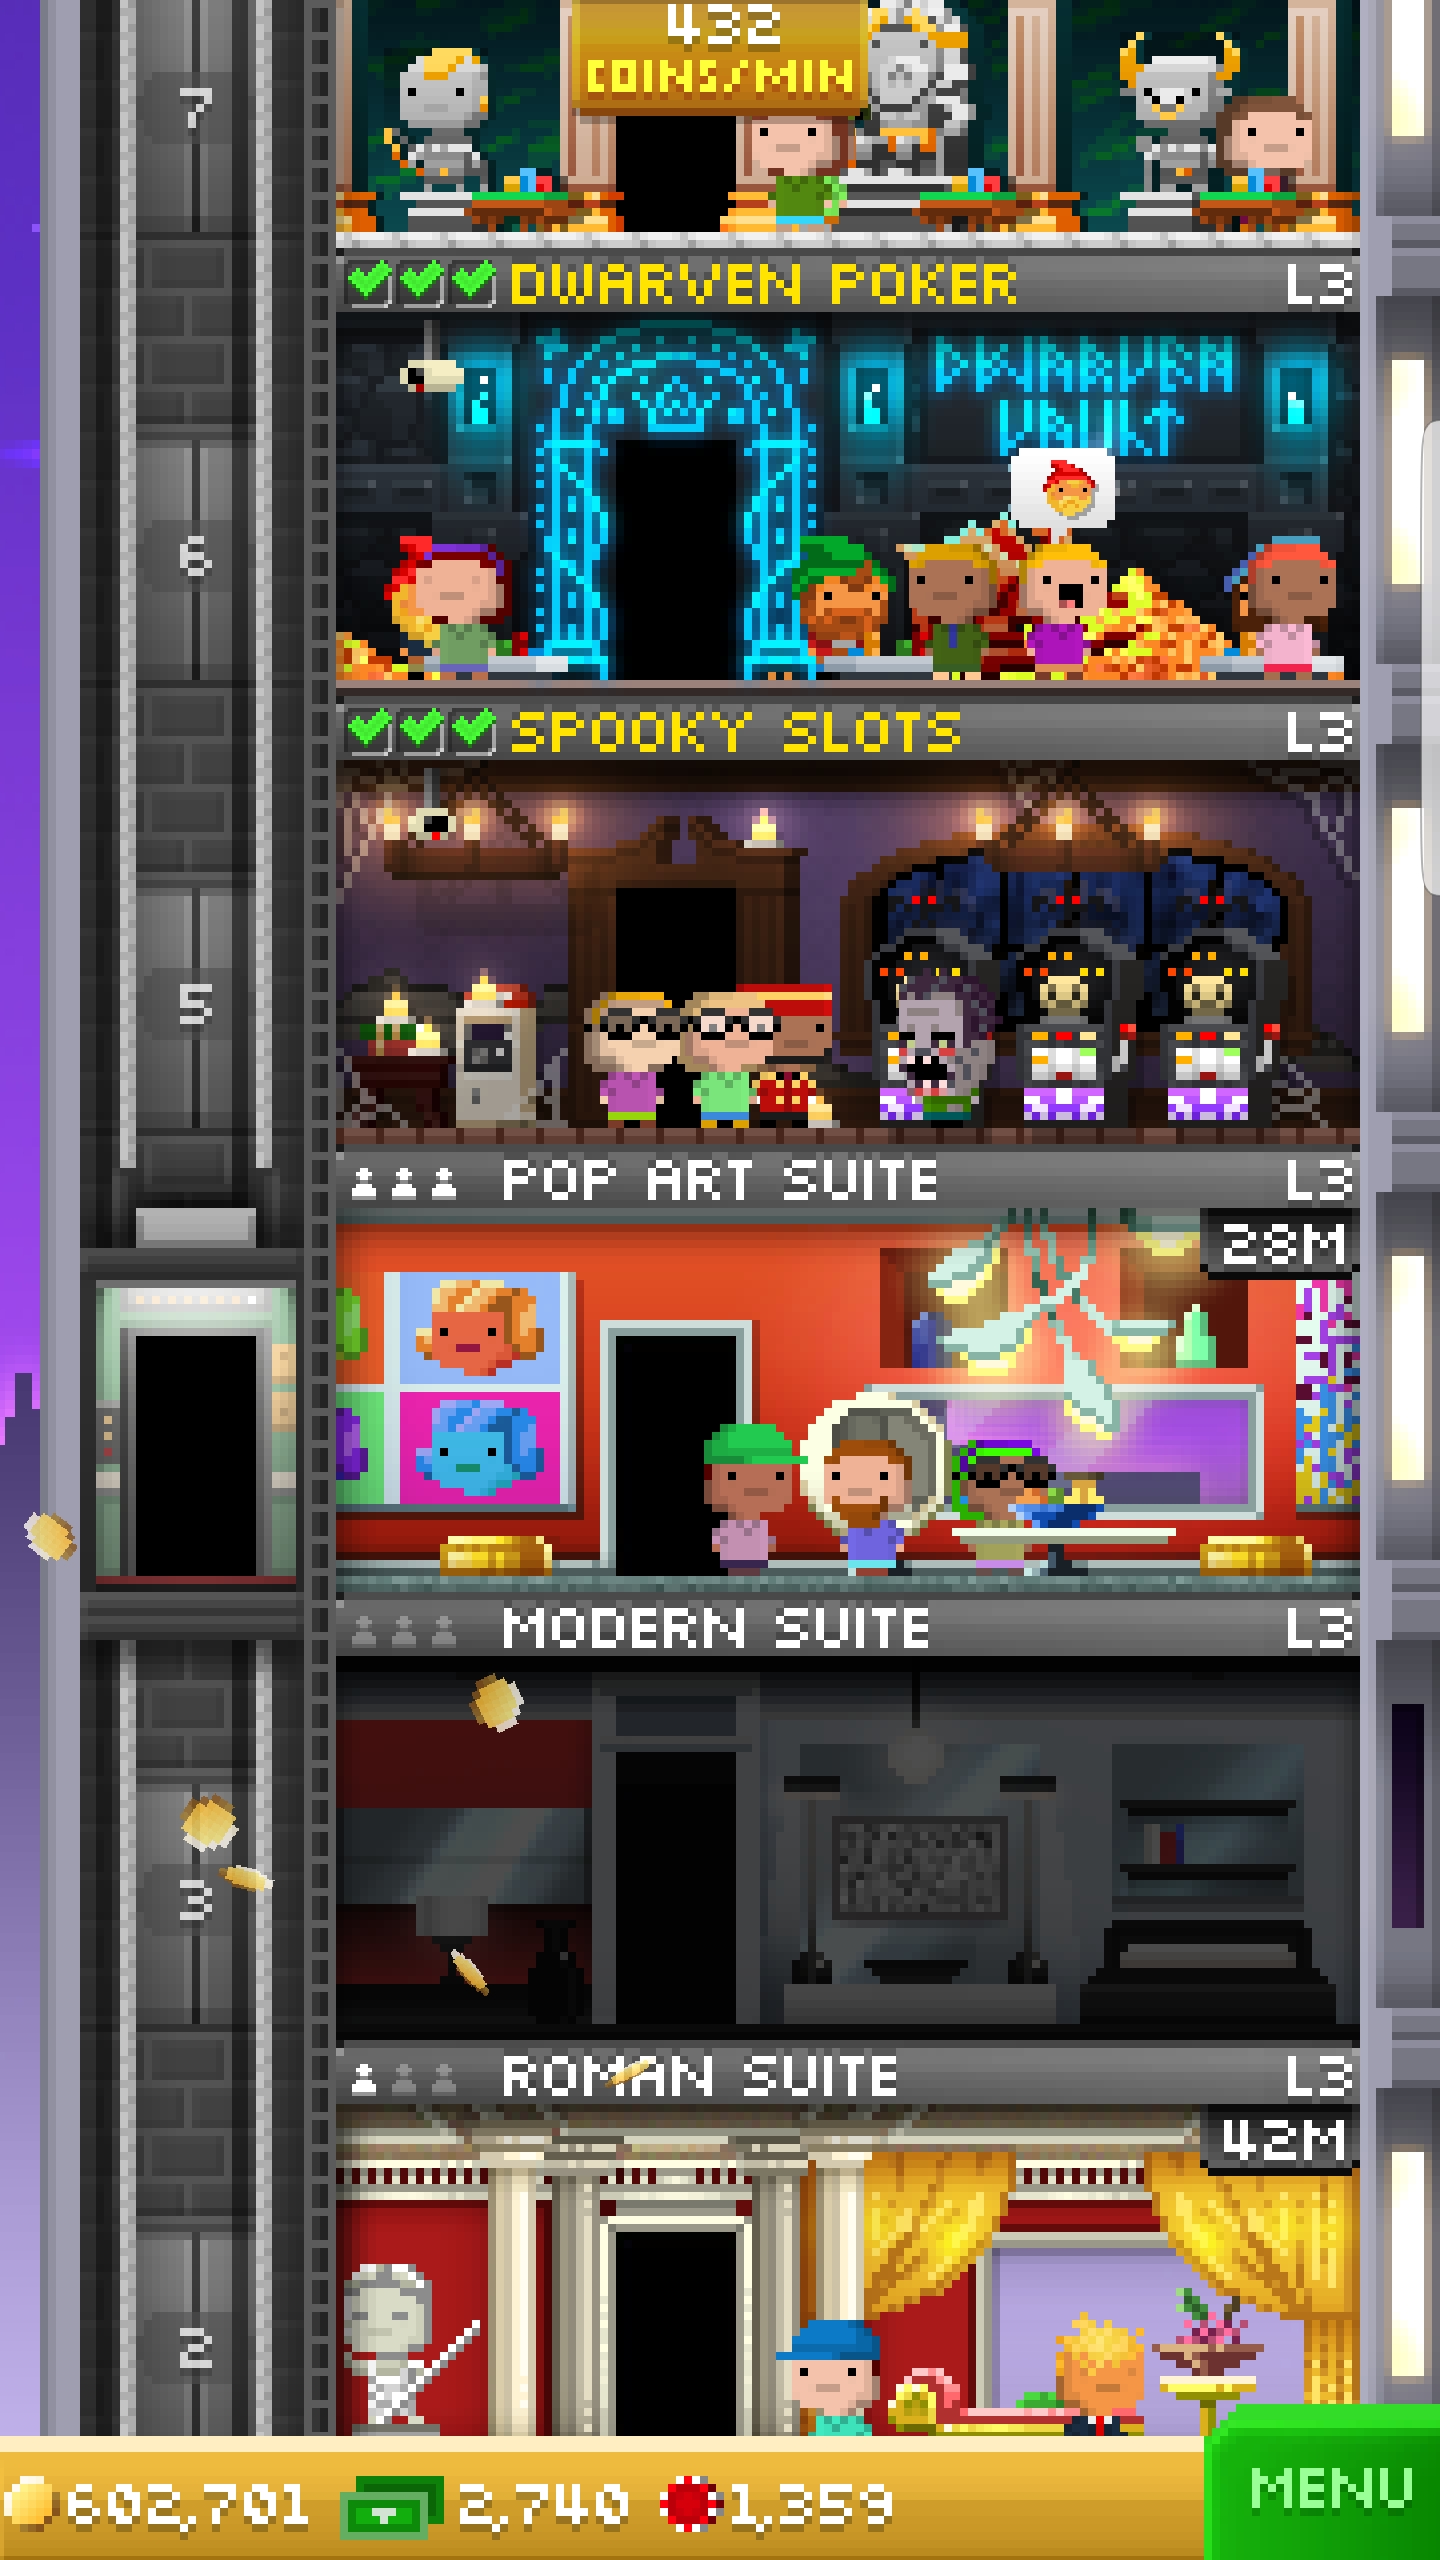 432
COINS/MIN
7
DWARVEN POKER L3
DWARVEN
VAULT
6
SPOOKY SLOTS L3
5
POP ART SUITE L3
28M
MODERN SUITE L3
3
ROMAN SUITE L3
42M
2
602,701 2,740 1,359
MENU